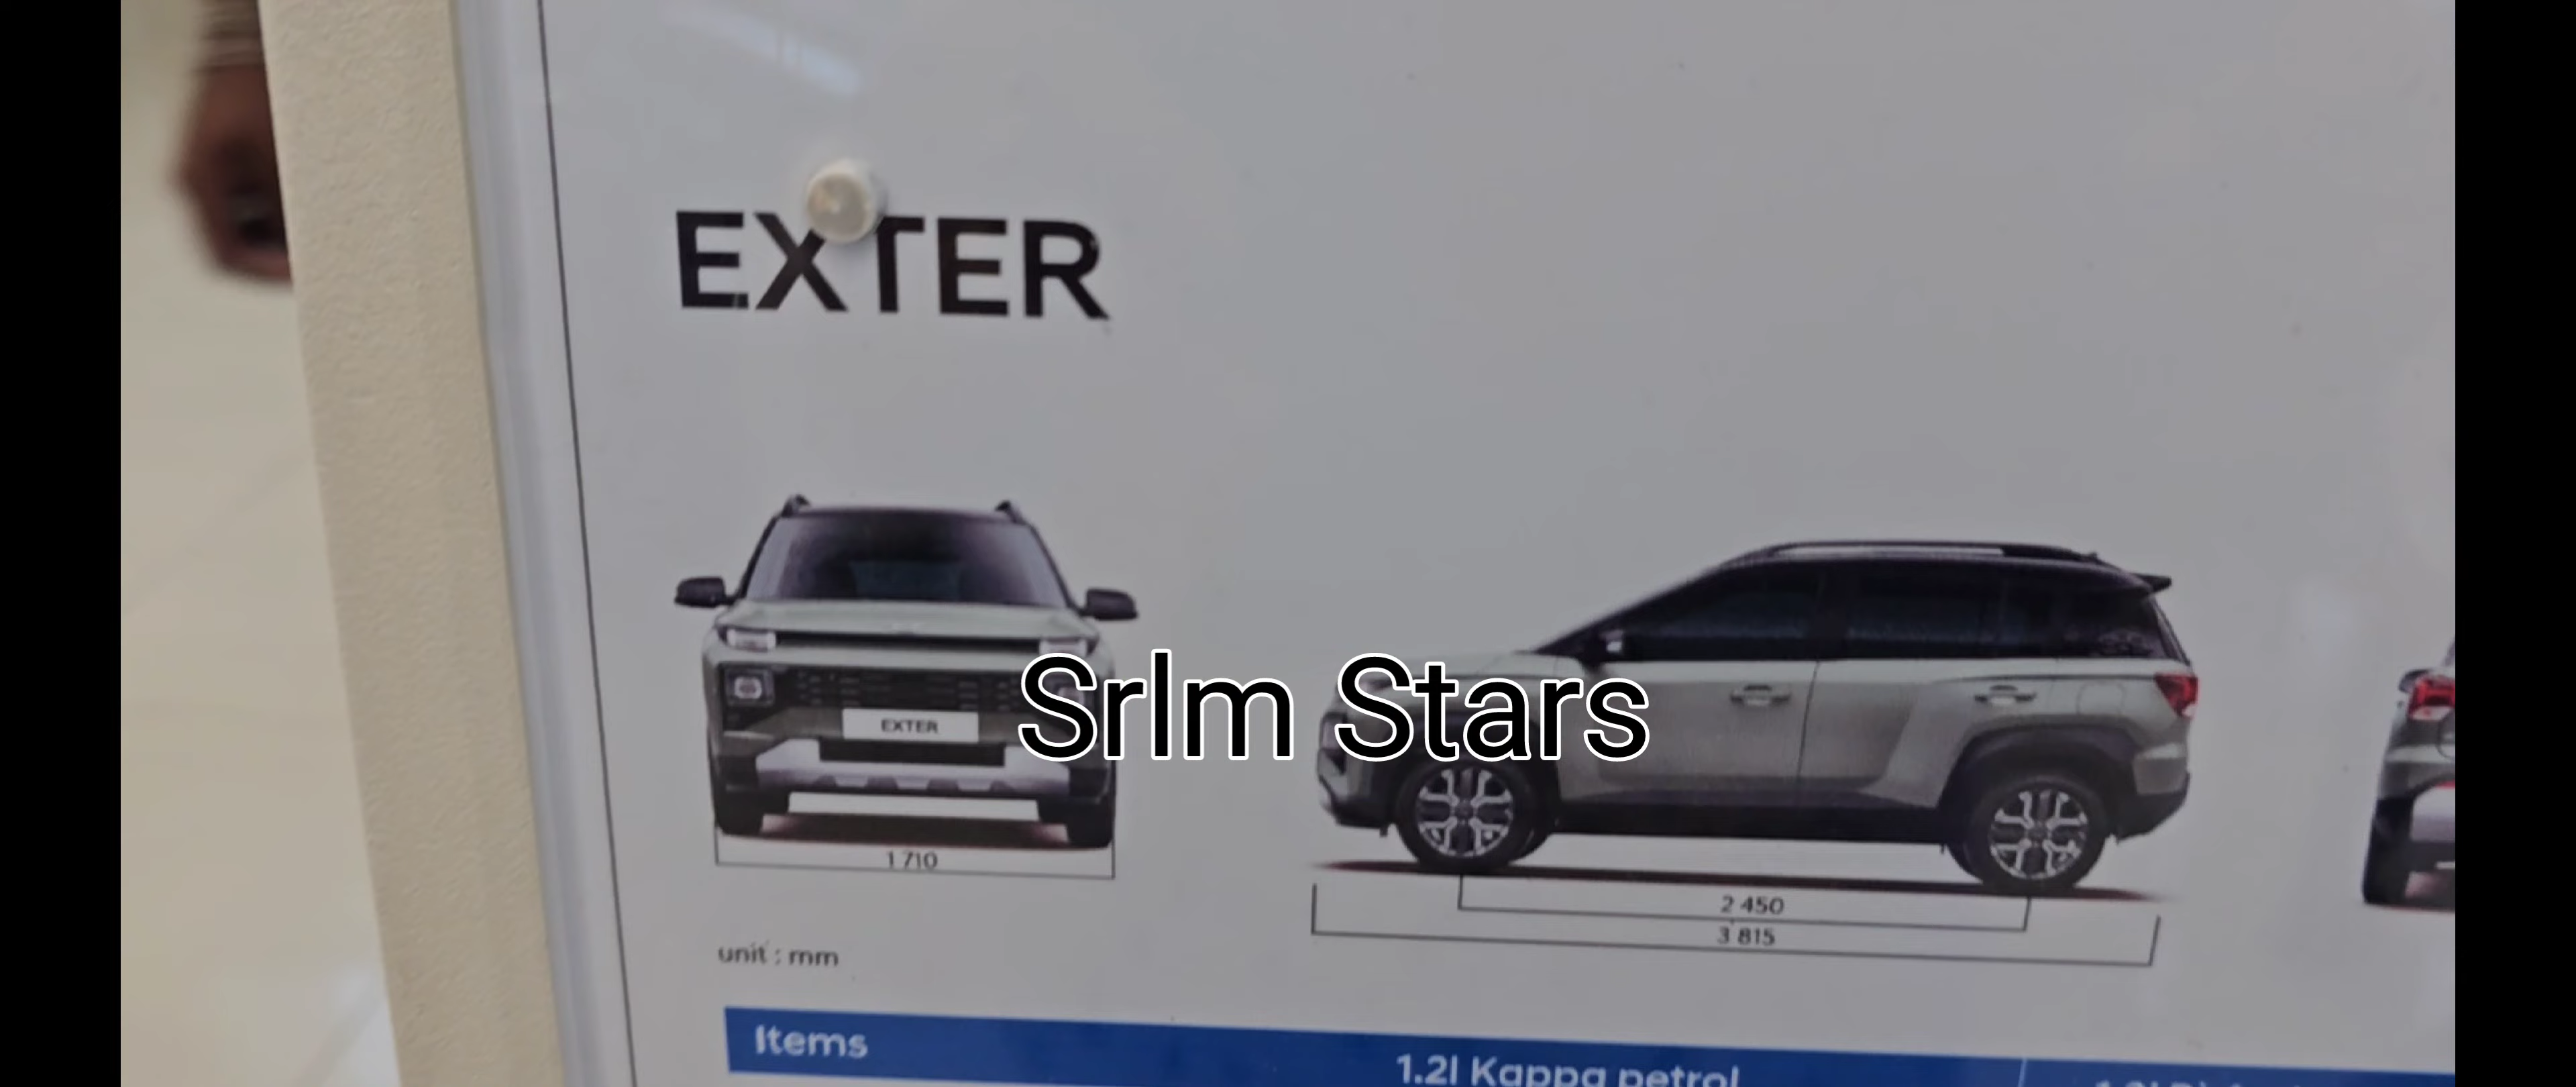 EXTER
EXTER
Srlm Stars
1 710
2 450
3 815
unit : mm
Items
1.2l Kappa petrol